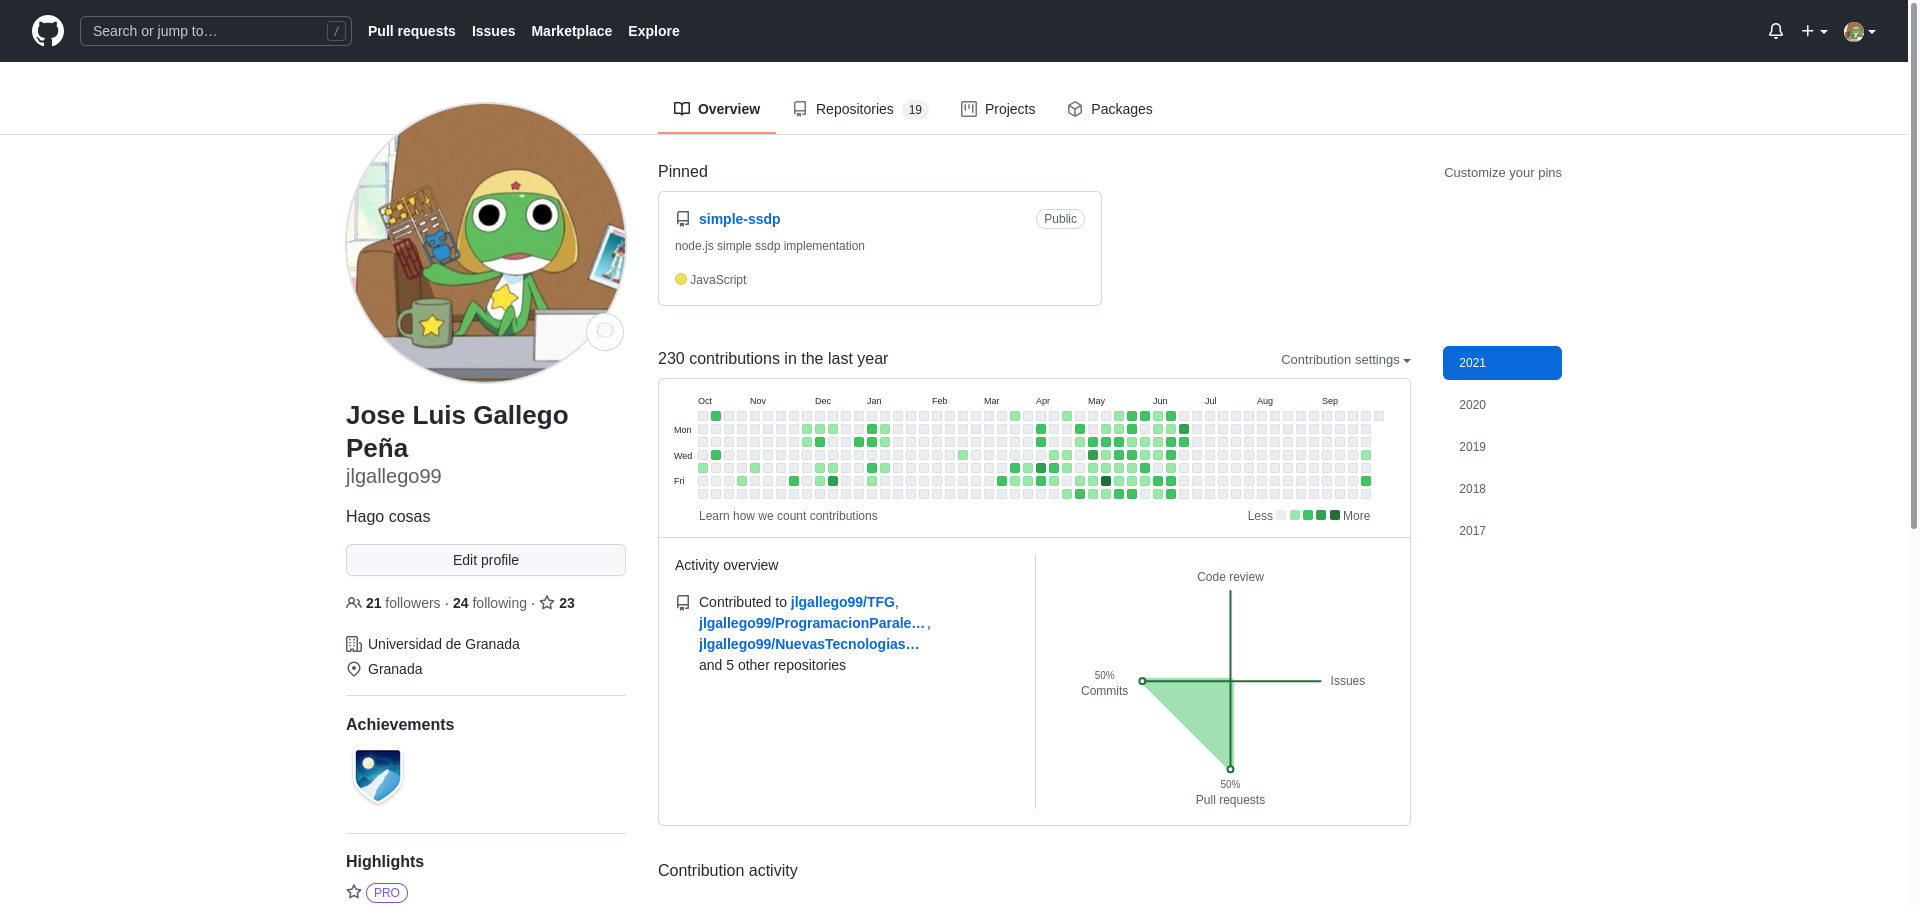 Search or jump to…
/
Pull requests
Issues
Marketplace
Explore
Overview
Repositories 19
Projects
Packages
Jose Luis Gallego
Peña
jlgallego99
Hago cosas
Edit profile
21 followers · 24 following · 23
Universidad de Granada
Granada
Achievements
Highlights
PRO
Pinned
Customize your pins
simple-ssdp
Public
node.js simple ssdp implementation
JavaScript
230 contributions in the last year
Contribution settings
Oct Nov Dec Jan Feb Mar Apr May Jun Jul Aug Sep
Mon
Wed
Fri
Learn how we count contributions
Less More
2021
2020
2019
2018
2017
Activity overview
Contributed to jlgallego99/TFG,
jlgallego99/ProgramacionParale…,
jlgallego99/NuevasTecnologias…
and 5 other repositories
Code review
50%
Commits
Issues
50%
Pull requests
Contribution activity